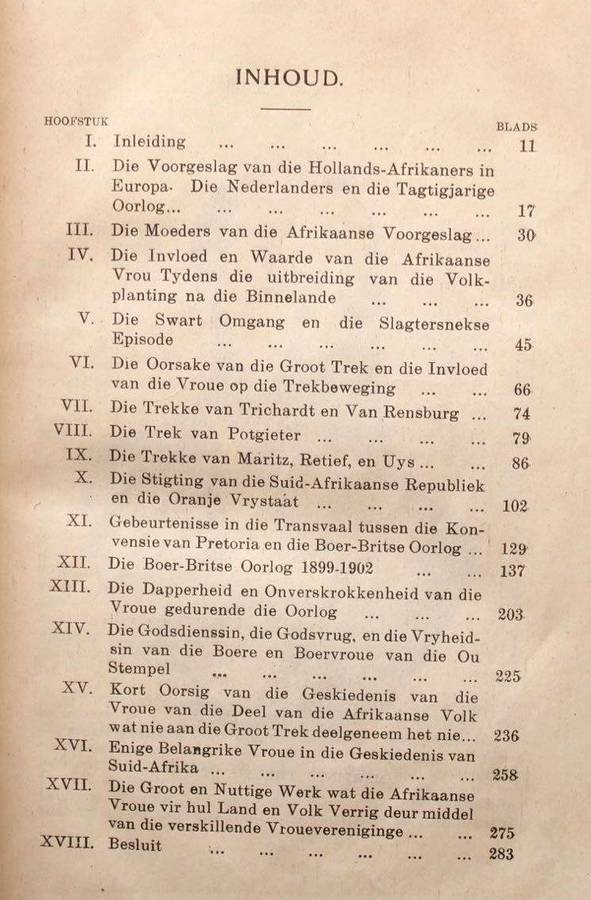 INHOUD.
HOOFSTUK
BLADS
I. Inleiding ... ... ... ... ... ... 11
II. Die Voorgeslag van die Hollands-Afrikaners in
Europa. Die Nederlanders en die Tagtigjarige
Oorlog... ... ... ... ... ... ... 17
III. Die Moeders van die Afrikaanse Voorgeslag... 30
IV. Die Invloed en Waarde van die Afrikaanse
Vrou Tydens die uitbreiding van die Volk-
planting na die Binnelande ... ... ... 36
V. Die Swart Omgang en die Slagtersnekse
Episode ... ... ... ... ... ... 45
VI. Die Oorsake van die Groot Trek en die Invloed
van die Vroue op die Trekbeweging ... ... 66
VII. Die Trekke van Trichardt en Van Rensburg ... 74
VIII. Die Trek van Potgieter ... ... ... ... 79
IX. Die Trekke van Maritz, Retief, en Uys... ... 86
X. Die Stigting van die Suid-Afrikaanse Republiek
en die Oranje Vrystaat ... ... ... ... 102
XI. Gebeurtenisse in die Transvaal tussen die Kon-
vensie van Pretoria en die Boer-Britse Oorlog ... 129
XII. Die Boer-Britse Oorlog 1899-1902 ... ... 137
XIII. Die Dapperheid en Onverskrokkenheid van die
Vroue gedurende die Oorlog ... ... ... 203
XIV. Die Godsdienssin, die Godsvrug, en die Vryheid-
sin van die Boere en Boervroue van die Ou
Stempel ... ... ... ... ... ... 225
XV. Kort Oorsig van die Geskiedenis van die
Vroue van die Deel van die Afrikaanse Volk
wat nie aan die Groot Trek deelgeneem het nie... 236
XVI. Enige Belangrike Vroue in die Geskiedenis van
Suid-Afrika ... ... ... ... ... ... 258
XVII. Die Groot en Nuttige Werk wat die Afrikaanse
Vroue vir hul Land en Volk Verrig deur middel
van die verskillende Vrouevereniginge ... ... 275
XVIII. Besluit ... ... ... ... ... ... 283